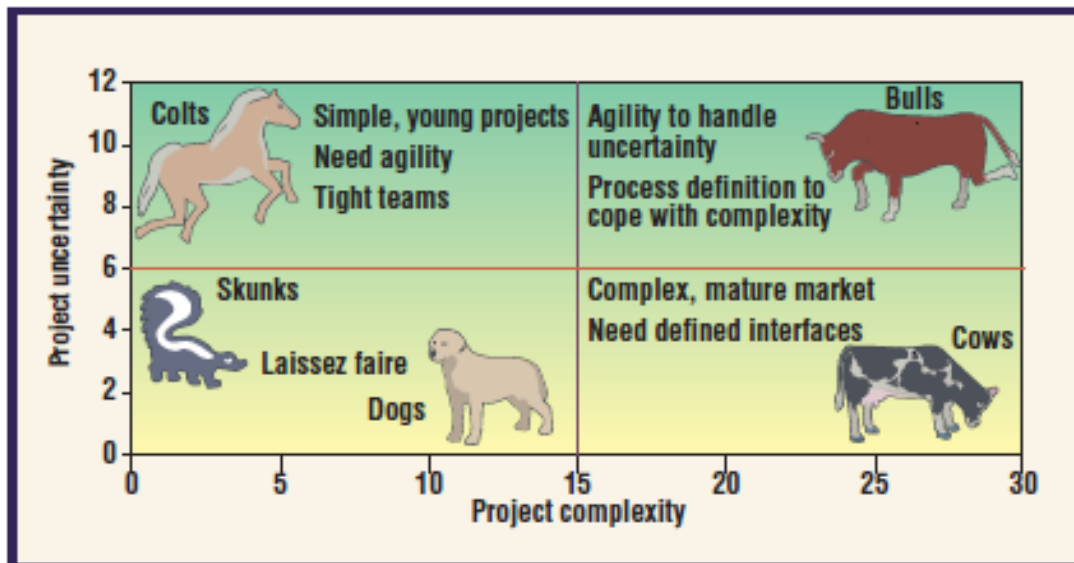 Project uncertainty
12
10
8
6
4
2
0
Colts
Simple, young projects
Need agility
Tight teams
Bulls
Agility to handle
uncertainty
Process definition to
cope with complexity
Skunks
Laissez faire
Dogs
Complex, mature market
Need defined interfaces
Cows
0 5 10 15 20 25 30
Project complexity